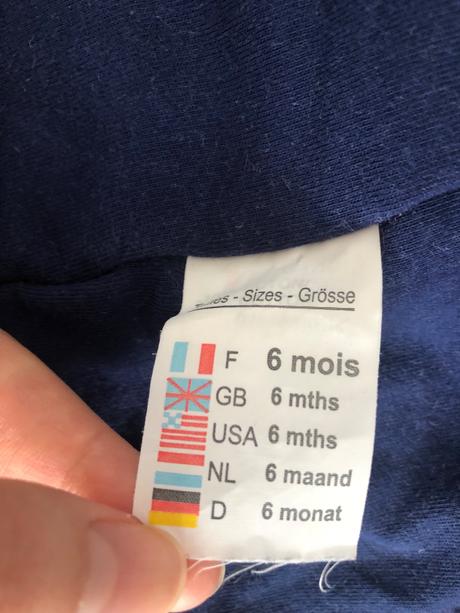 - Sizes - Grösse
F 6 mois
GB 6 mths
USA 6 mths
NL 6 maand
D 6 monat